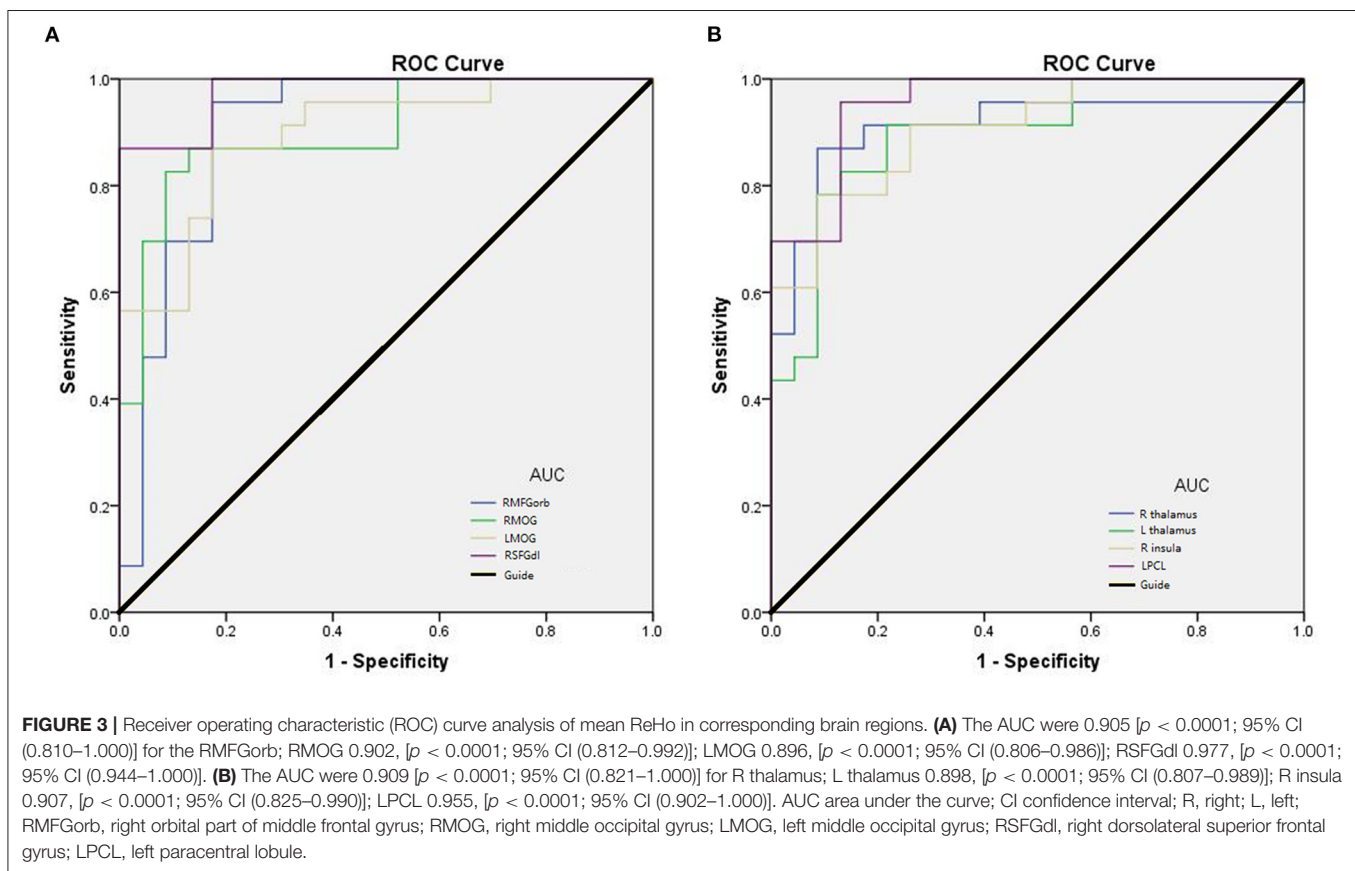 A
ROC Curve
1.0
0.8
0.6
0.4
0.2
0.0
Sensitivity
0.0 0.2 0.4 0.6 0.8 1.0
1 - Specificity
AUC
RMFGorb
RMOG
LMOG
RSFGdl
Guide
B
ROC Curve
1.0
0.8
0.6
0.4
0.2
0.0
Sensitivity
0.0 0.2 0.4 0.6 0.8 1.0
1 - Specificity
AUC
R thalamus
L thalamus
R insula
LPCL
Guide
FIGURE 3 | Receiver operating characteristic (ROC) curve analysis of mean ReHo in corresponding brain regions. (A) The AUC were 0.905 [p < 0.0001; 95% CI
(0.810–1.000)] for the RMFGorb; RMOG 0.902, [p < 0.0001; 95% CI (0.812–0.992)]; LMOG 0.896, [p < 0.0001; 95% CI (0.806–0.986)]; RSFGdl 0.977, [p < 0.0001;
95% CI (0.944–1.000)]. (B) The AUC were 0.909 [p < 0.0001; 95% CI (0.821–1.000)] for R thalamus; L thalamus 0.898, [p < 0.0001; 95% CI (0.807–0.989)]; R insula
0.907, [p < 0.0001; 95% CI (0.825–0.990)]; LPCL 0.955, [p < 0.0001; 95% CI (0.902–1.000)]. AUC area under the curve; CI confidence interval; R, right; L, left;
RMFGorb, right orbital part of middle frontal gyrus; RMOG, right middle occipital gyrus; LMOG, left middle occipital gyrus; RSFGdl, right dorsolateral superior frontal
gyrus; LPCL, left paracentral lobule.